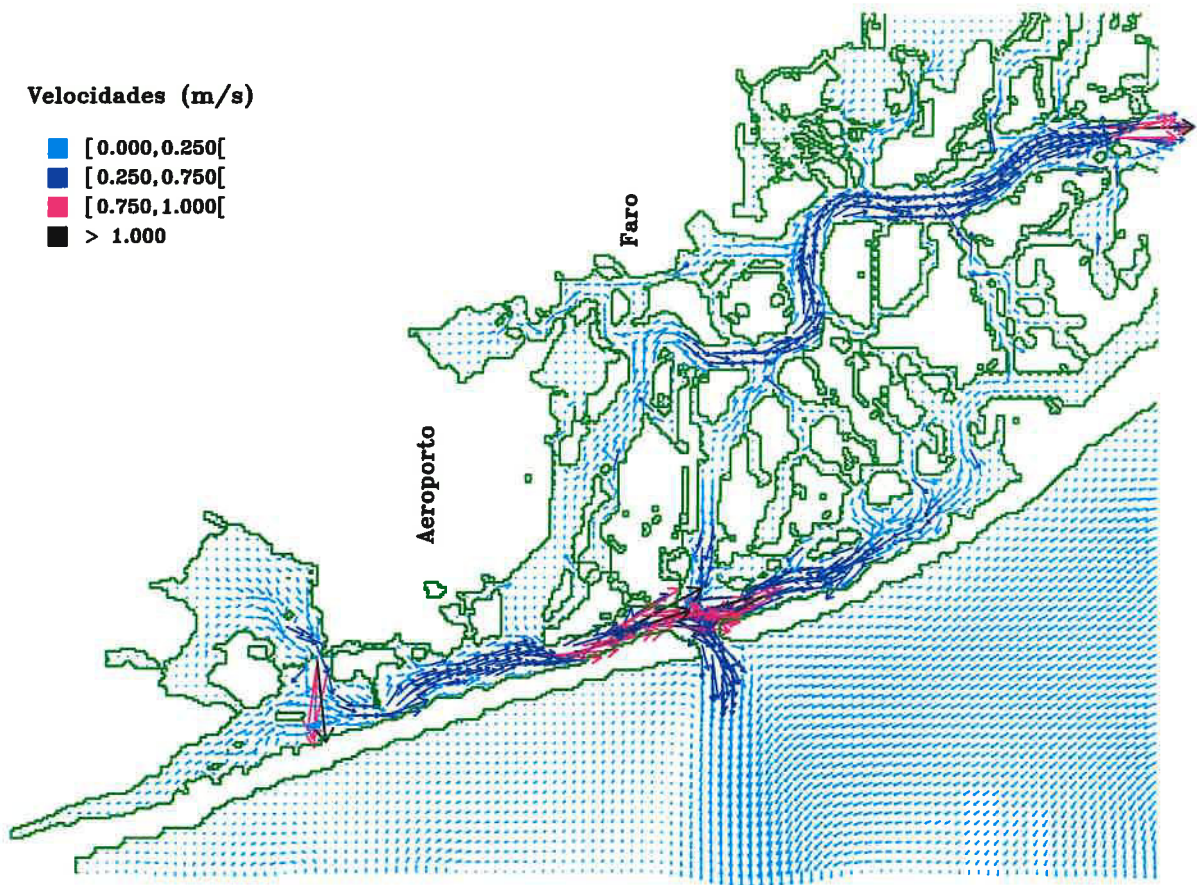 Velocidades (m/s)
[0.000,0.250[
[0.250,0.750[
[0.750,1.000[
> 1.000
Faro
Aeroporto